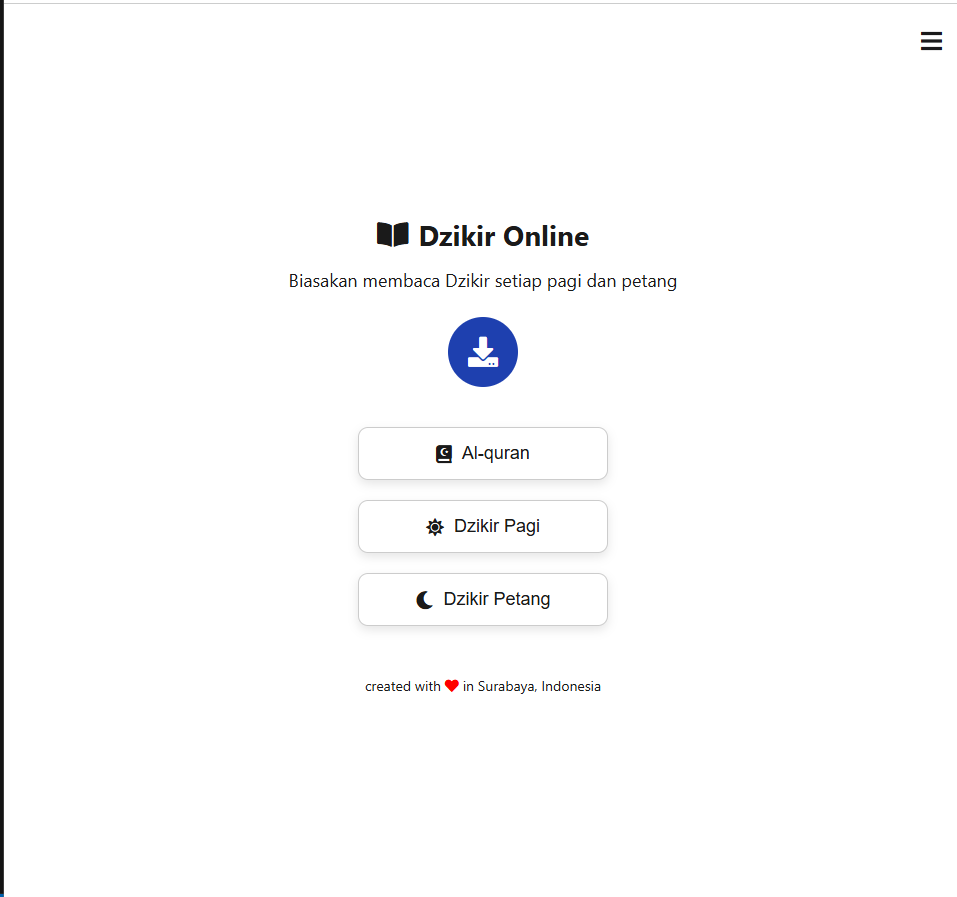 Dzikir Online
Biasakan membaca Dzikir setiap pagi dan petang
Al-quran
Dzikir Pagi
Dzikir Petang
created with ❤ in Surabaya, Indonesia